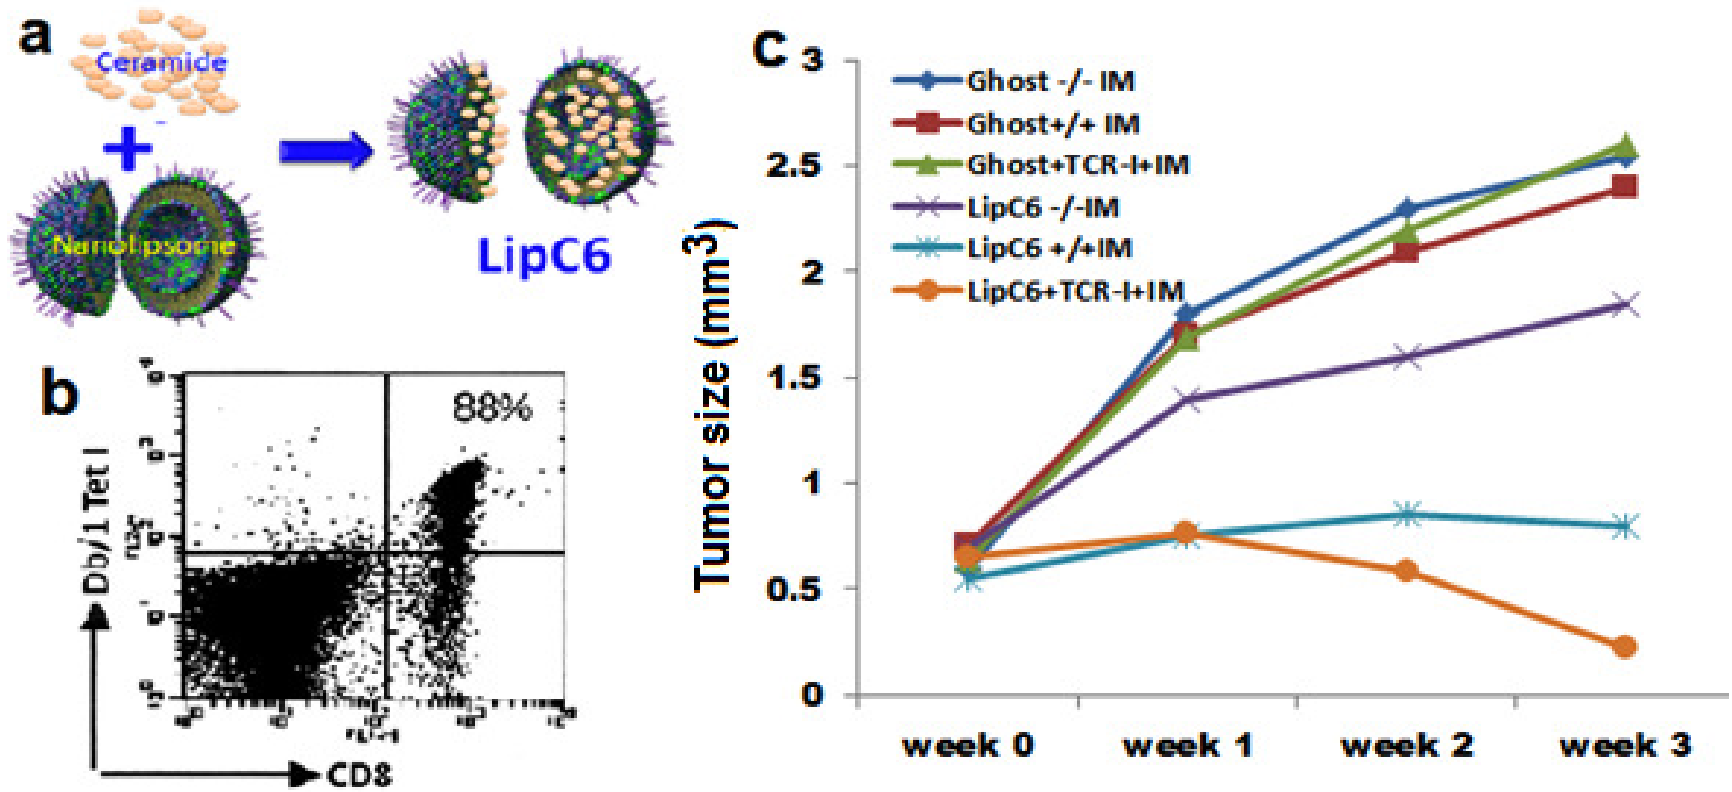 a
Ceramide
+
Nanolipsome
LipC6
b
88%
Db/1 Tet I
CD8
C
Tumor size (mm3)
3
2.5
2
1.5
1
0.5
0
Ghost -/- IM
Ghost+/+ IM
Ghost+TCR-I+IM
LipC6 -/-IM
LipC6 +/+IM
LipC6+TCR-I+IM
week 0
week 1
week 2
week 3